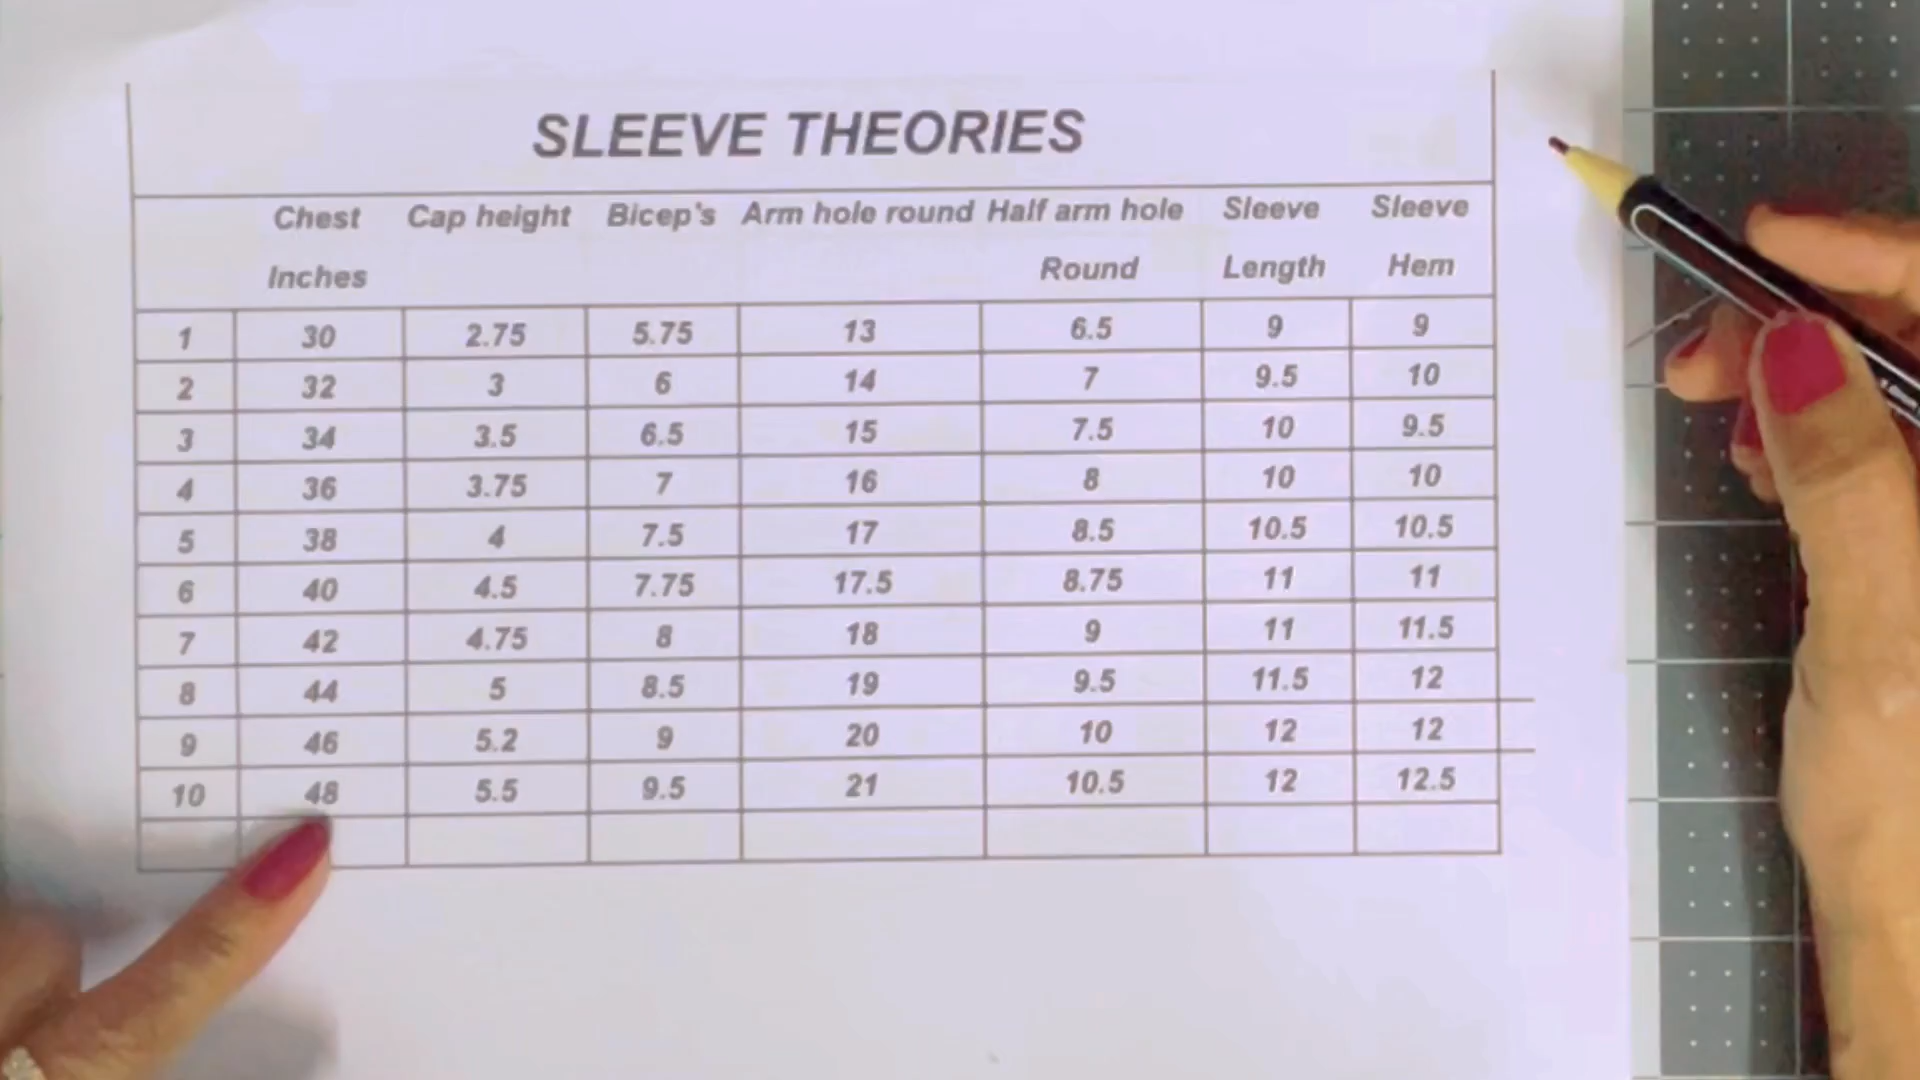 SLEEVE THEORIES
Chest Inches Cap height Bicep's Arm hole round Half arm hole Round Sleeve Length Sleeve Hem
1 30 2.75 5.75 13 6.5 9 9
2 32 3 6 14 7 9.5 10
3 34 3.5 6.5 15 7.5 10 9.5
4 36 3.75 7 16 8 10 10
5 38 4 7.5 17 8.5 10.5 10.5
6 40 4.5 7.75 17.5 8.75 11 11
7 42 4.75 8 18 9 11 11.5
8 44 5 8.5 19 9.5 11.5 12
9 46 5.2 9 20 10 12 12
10 48 5.5 9.5 21 10.5 12 12.5